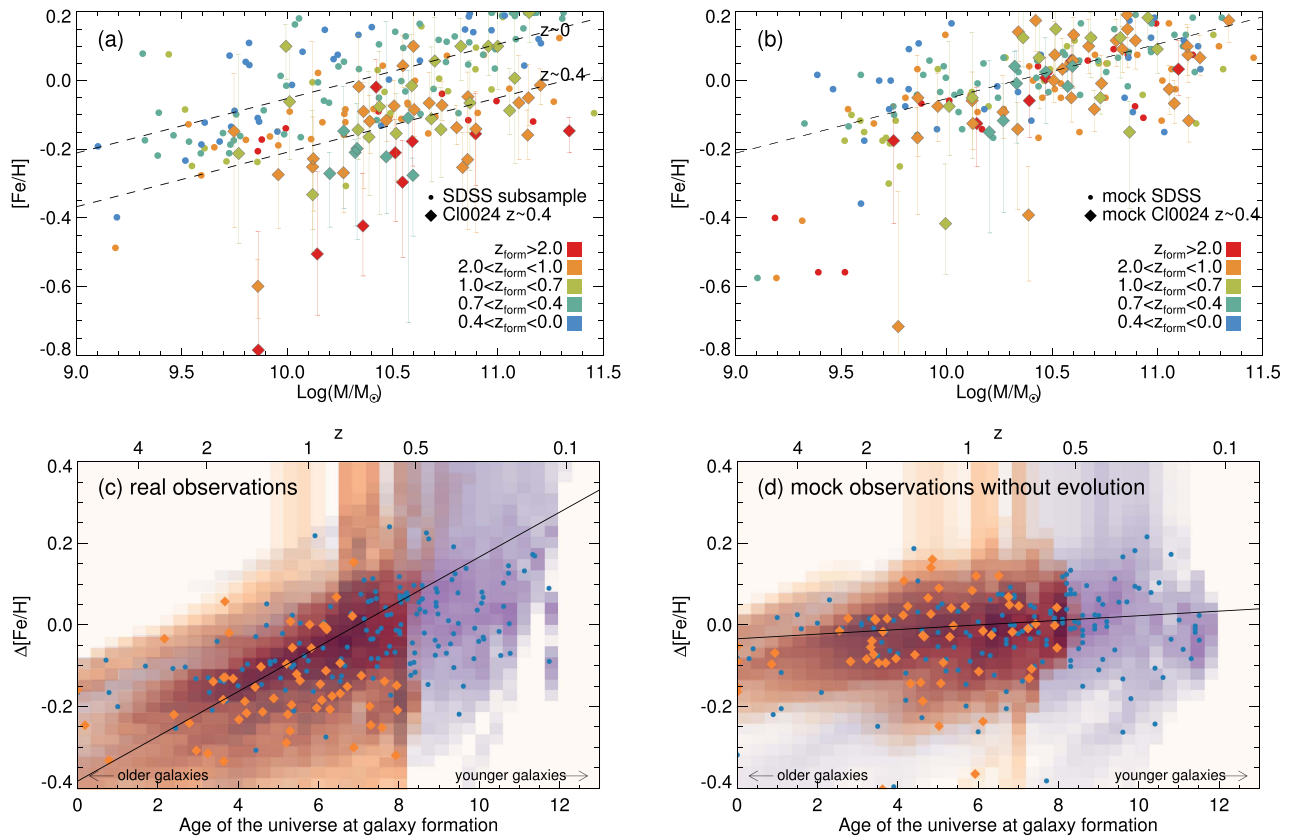 (a)
z~0
z~0.4
0.2
0.0
-0.2
-0.4
-0.6
-0.8
[Fe/H]
SDSS subsample
Cl0024 z~0.4
z_form>2.0
2.0<z_form<1.0
1.0<z_form<0.7
0.7<z_form<0.4
0.4<z_form<0.0
9.0 9.5 10.0 10.5 11.0 11.5
Log(M/M☉)
(b)
0.2
0.0
-0.2
-0.4
-0.6
-0.8
[Fe/H]
mock SDSS
mock Cl0024 z~0.4
z_form>2.0
2.0<z_form<1.0
1.0<z_form<0.7
0.7<z_form<0.4
0.4<z_form<0.0
9.0 9.5 10.0 10.5 11.0 11.5
Log(M/M☉)
z
4 2 1 0.5 0.1
(c) real observations
0.4
0.2
0.0
-0.2
-0.4
Δ[Fe/H]
older galaxies
younger galaxies
0 2 4 6 8 10 12
Age of the universe at galaxy formation
z
4 2 1 0.5 0.1
(d) mock observations without evolution
0.4
0.2
0.0
-0.2
-0.4
Δ[Fe/H]
older galaxies
younger galaxies
0 2 4 6 8 10 12
Age of the universe at galaxy formation